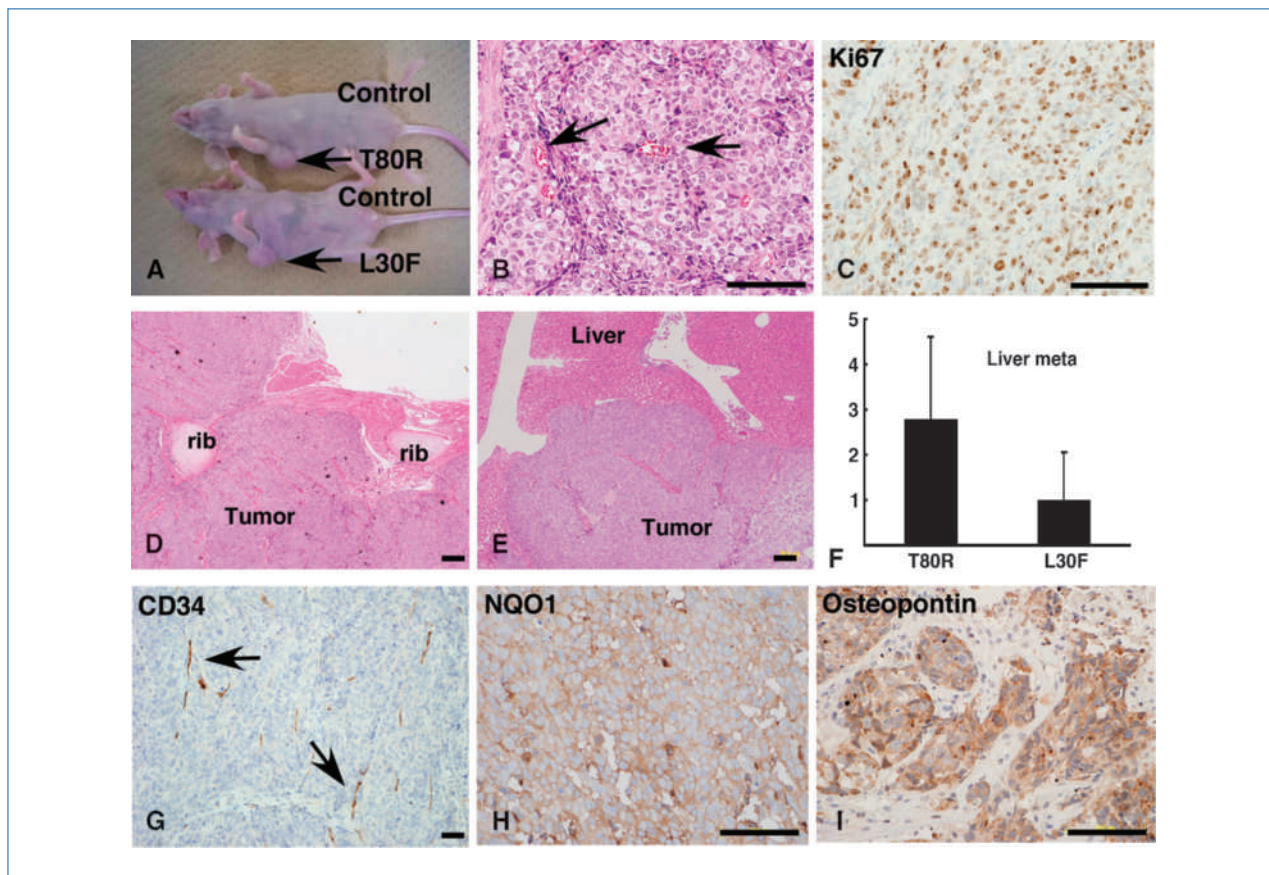 Control
T80R
Control
L30F
A
B
Ki67
C
rib
rib
Tumor
D
Liver
Tumor
E
5
4
3
2
1
Liver meta
T80R
L30F
F
CD34
G
NQO1
H
Osteopontin
I